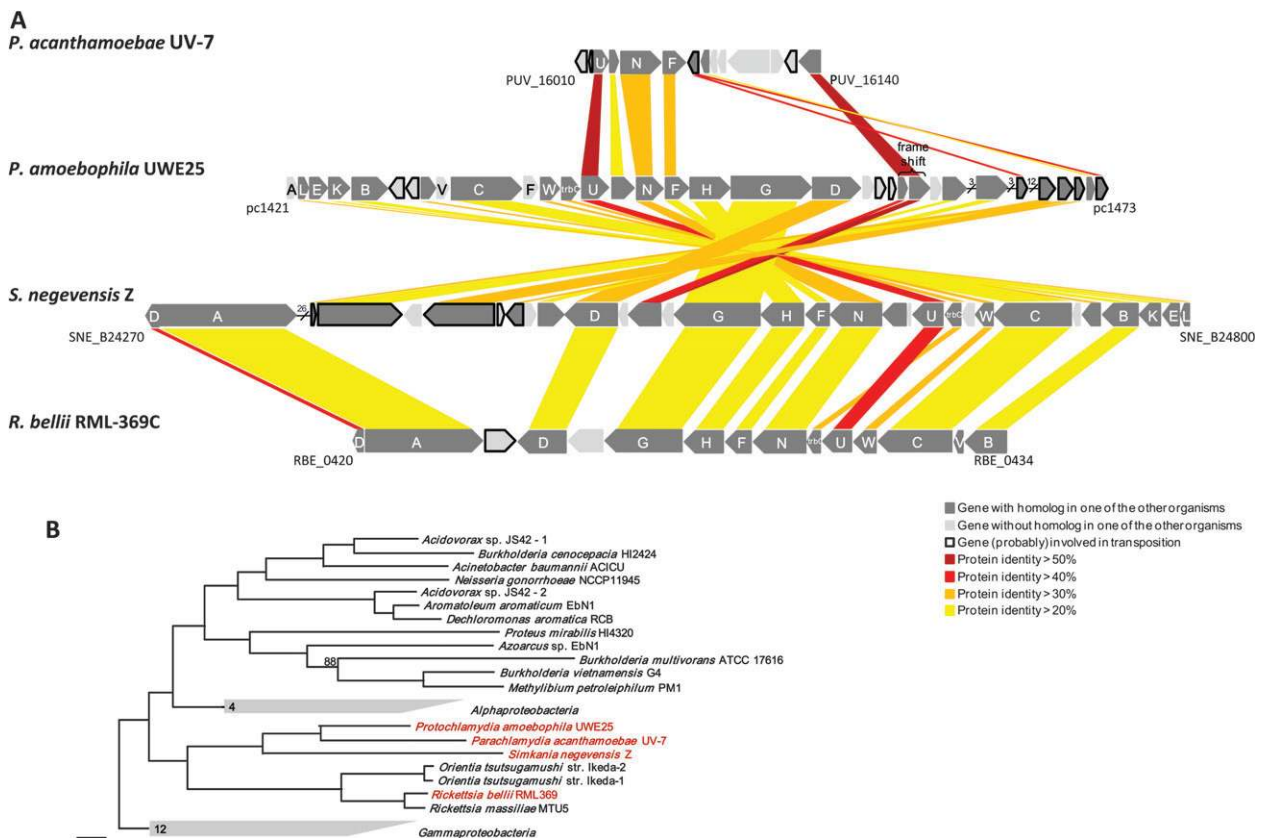 A
P. acanthamoebae UV-7
U N F
PUV_16010
PUV_16140
P. amoebophila UWE25
frame
shift
A L E K B V C F W trbC U N F H G D 3 3 12
pc1421
pc1473
S. negevensis Z
26
D A D G H F N U trbC W C B K E L
SNE_B24270
SNE_B24800
R. bellii RML-369C
D A D G H F N trbC U W C V B
RBE_0420
RBE_0434
Gene with homolog in one of the other organisms
Gene without homolog in one of the other organisms
Gene (probably) involved in transposition
Protein identity > 50%
Protein identity > 40%
Protein identity > 30%
Protein identity > 20%
B
Acidovorax sp. JS42 - 1
Burkholderia cenocepacia HI2424
Acinetobacter baumannii ACICU
Neisseria gonorrhoeae NCCP11945
Acidovorax sp. JS42 - 2
Aromatoleum aromaticum EbN1
Dechloromonas aromatica RCB
Proteus mirabilis HI4320
Azoarcus sp. EbN1
88
Burkholderia multivorans ATCC 17616
Burkholderia vietnamensis G4
Methylibium petroleiphilum PM1
4
Alphaproteobacteria
Protochlamydia amoebophila UWE25
Parachlamydia acanthamoebae UV-7
Simkania negevensis Z
Orientia tsutsugamushi str. Ikeda-2
Orientia tsutsugamushi str. Ikeda-1
Rickettsia bellii RML369
Rickettsia massiliae MTU5
12
Gammaproteobacteria